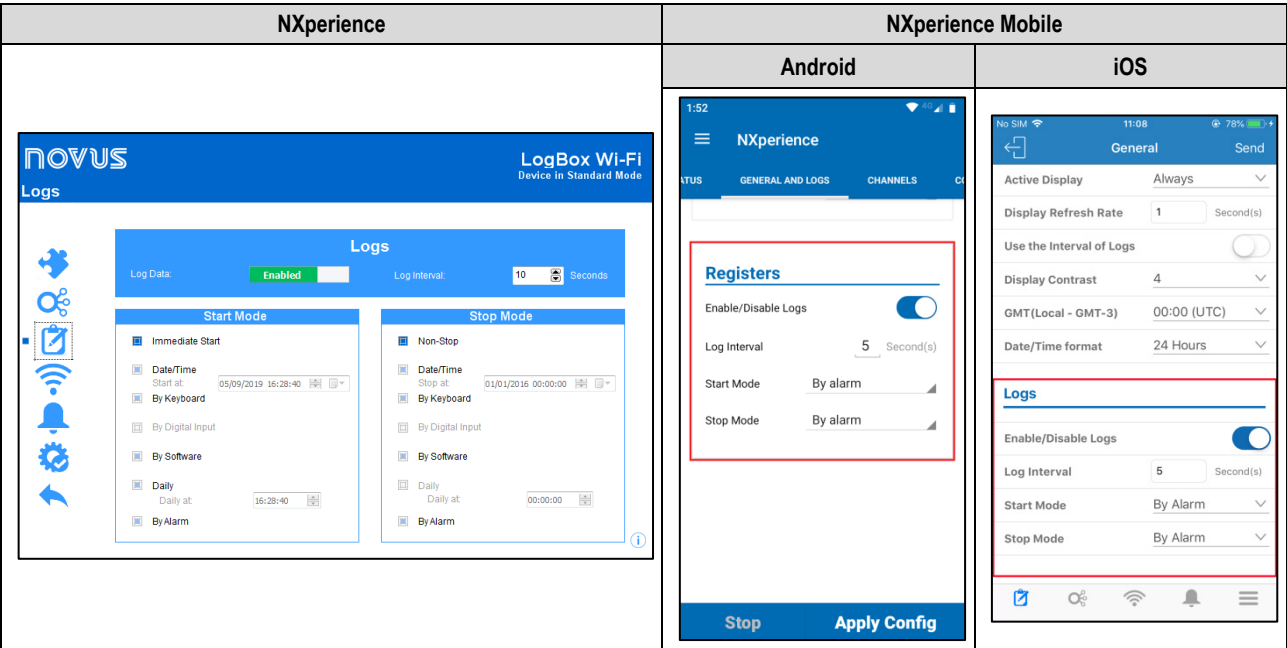 NXperience
NXperience Mobile
Android
iOS
NOVUS
LogBox Wi-Fi
Device in Standard Mode
Logs
Logs
Log Data:
Enabled
Log Interval:
10
Seconds
Start Mode
Immediate Start
Date/Time
Start at:
05/09/2019 16:28:40
By Keyboard
By Digital Input
By Software
Daily
Daily at:
16:28:40
By Alarm
Stop Mode
Non-Stop
Date/Time
Stop at:
01/01/2016 00:00:00
By Keyboard
By Digital Input
By Software
Daily
Daily at:
00:00:00
By Alarm
1:52
4G
NXperience
ATUS
GENERAL AND LOGS
CHANNELS
CO
Registers
Enable/Disable Logs
Log Interval
5
Second(s)
Start Mode
By alarm
Stop Mode
By alarm
Stop
Apply Config
No SIM
11:08
78%
General
Send
Active Display
Always
Display Refresh Rate
1
Second(s)
Use the Interval of Logs
Display Contrast
4
GMT(Local - GMT-3)
00:00 (UTC)
Date/Time format
24 Hours
Logs
Enable/Disable Logs
Log Interval
5
Second(s)
Start Mode
By Alarm
Stop Mode
By Alarm